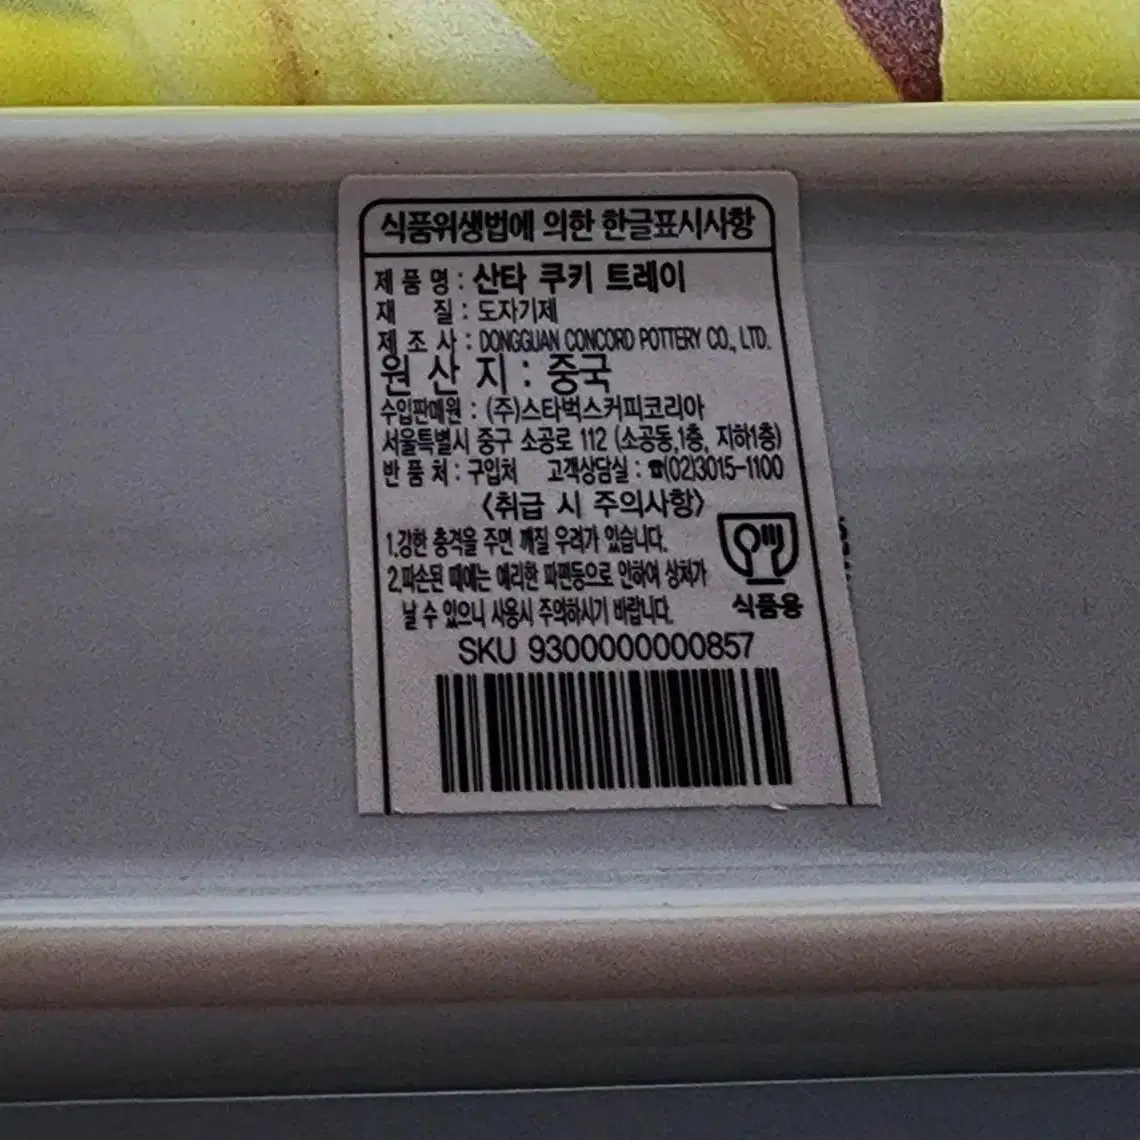 식품위생법에 의한 한글표시사항
제 품 명 : 산타 쿠키 트레이
재 질 : 도자기제
제 조 사 : DONGGUAN CONCORD POTTERY CO., LTD.
원 산 지 : 중국
수입판매원 : (주)스타벅스커피코리아
서울특별시 중구 소공로 112 (소공동,1층, 지하1층)
반 품 처 : 구입처 고객상담실 : ☎(02)3015-1100
<취급 시 주의사항>
1.강한 충격을 주면 깨질 우려가 있습니다.
2.파손된 때에는 예리한 파편등으로 인하여 상처가
날 수 있으니 사용시 주의하시기 바랍니다.
식품용
SKU 9300000000857